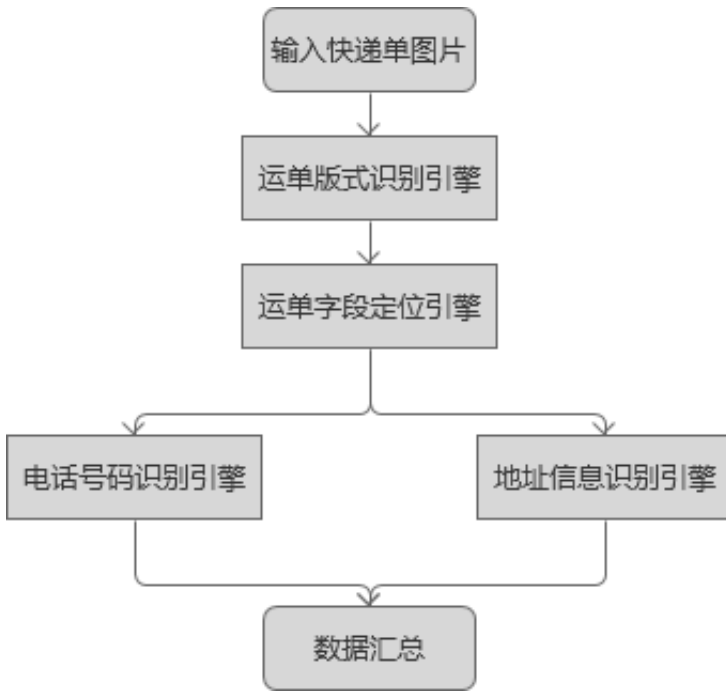 输入快递单图片
运单版式识别引擎
运单字段定位引擎
电话号码识别引擎
地址信息识别引擎
数据汇总